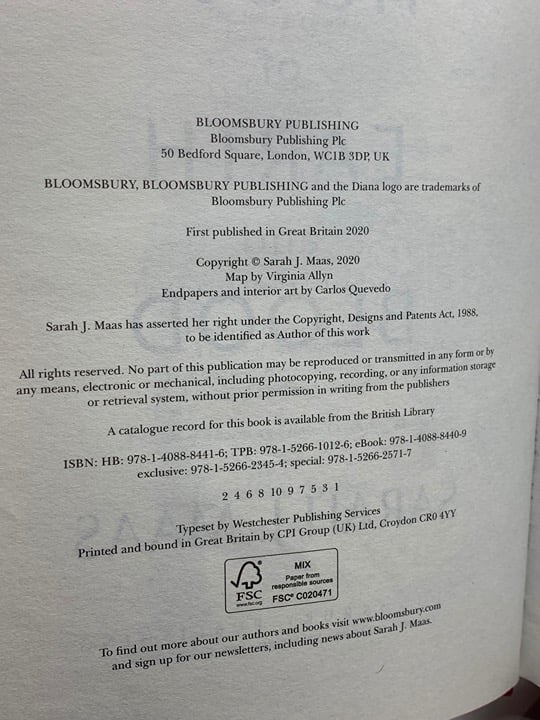 BLOOMSBURY PUBLISHING
Bloomsbury Publishing Plc
50 Bedford Square, London, WC1B 3DP, UK
BLOOMSBURY, BLOOMSBURY PUBLISHING and the Diana logo are trademarks of
Bloomsbury Publishing Plc
First published in Great Britain 2020
Copyright © Sarah J. Maas, 2020
Map by Virginia Allyn
Endpapers and interior art by Carlos Quevedo
Sarah J. Maas has asserted her right under the Copyright, Designs and Patents Act, 1988,
to be identified as Author of this work
All rights reserved. No part of this publication may be reproduced or transmitted in any form or by
any means, electronic or mechanical, including photocopying, recording, or any information storage
or retrieval system, without prior permission in writing from the publishers
A catalogue record for this book is available from the British Library
ISBN: HB: 978-1-4088-8441-6; TPB: 978-1-5266-1012-6; eBook: 978-1-4088-8440-9
exclusive: 978-1-5266-2345-4; special: 978-1-5266-2571-7
2 4 6 8 10 9 7 5 3 1
Typeset by Westchester Publishing Services
Printed and bound in Great Britain by CPI Group (UK) Ltd, Croydon CR0 4YY
FSC
www.fsc.org
MIX
Paper from
responsible sources
FSC® C020471
To find out more about our authors and books visit www.bloomsbury.com
and sign up for our newsletters, including news about Sarah J. Maas.